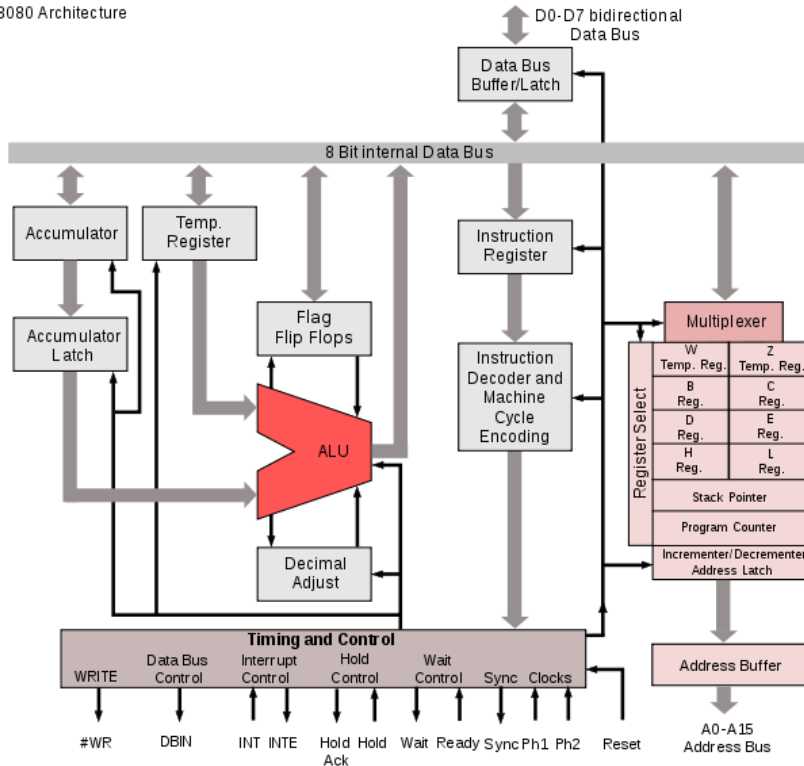 8080 Architecture
D0-D7 bidirectional
Data Bus
Data Bus
Buffer/Latch
8 Bit internal Data Bus
Accumulator
Temp.
Register
Instruction
Register
Accumulator
Latch
Flag
Flip Flops
Multiplexer
Instruction
Decoder and
Machine
Cycle
Encoding
Register Select
W
Temp. Reg.
Z
Temp. Reg.
B
Reg.
C
Reg.
D
Reg.
E
Reg.
H
Reg.
L
Reg.
Stack Pointer
Program Counter
Incrementer/Decrementer
Address Latch
ALU
Decimal
Adjust
Timing and Control
WRITE
Data Bus
Control
Interrupt
Control
Hold
Control
Wait
Control
Sync
Clocks
Address Buffer
#WR
DBIN
INT
INTE
Hold
Ack
Hold
Wait
Ready
Sync
Ph1
Ph2
Reset
A0-A15
Address Bus